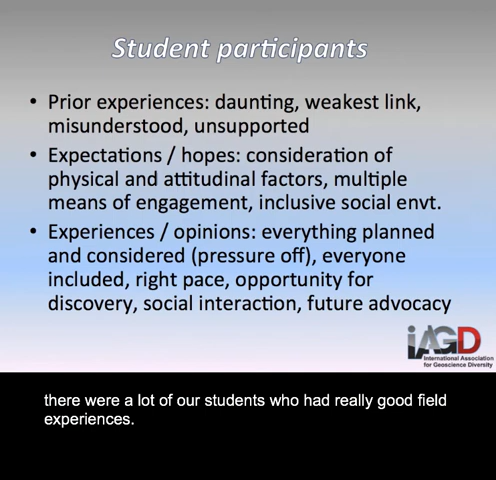 Student participants
• Prior experiences: daunting, weakest link,
misunderstood, unsupported
• Expectations / hopes: consideration of
physical and attitudinal factors, multiple
means of engagement, inclusive social envt.
• Experiences / opinions: everything planned
and considered (pressure off), everyone
included, right pace, opportunity for
discovery, social interaction, future advocacy
iAGD
International Association
for Geoscience Diversity
there were a lot of our students who had really good field
experiences.